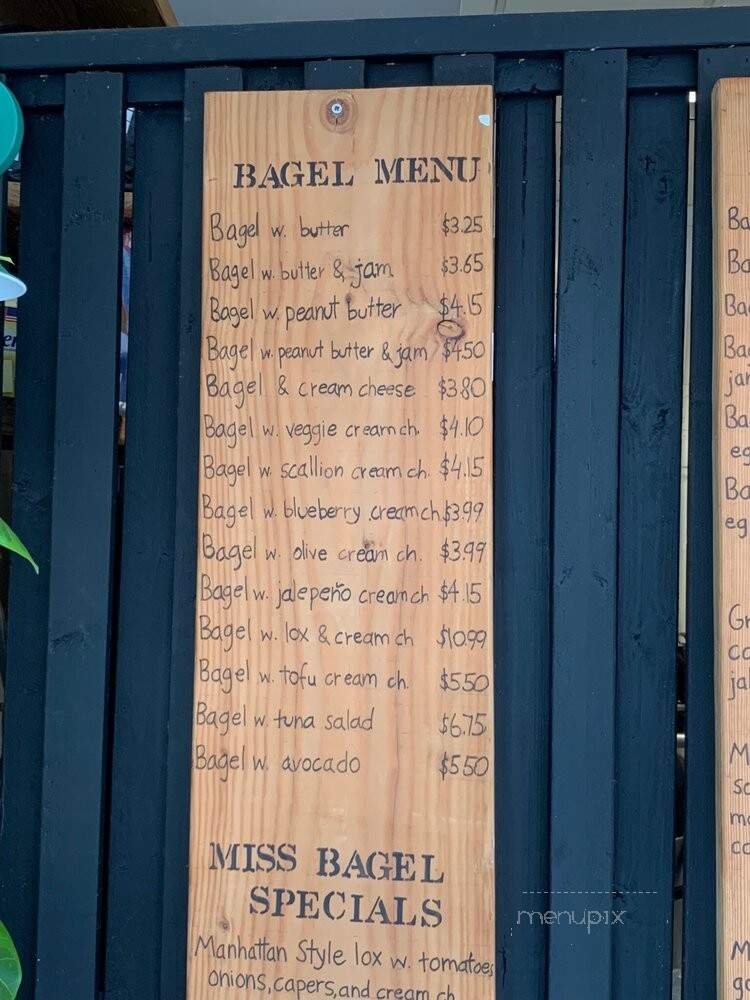 BAGEL MENU
Bagel w. butter $3.25
Bagel w. butter & jam $3.65
Bagel w. peanut butter $4.15
Bagel w. peanut butter & jam $4.50
Bagel & cream cheese $3.80
Bagel w. veggie cream ch. $4.10
Bagel w. scallion cream ch. $4.15
Bagel w. blueberry cream ch $3.99
Bagel w. olive cream ch. $3.99
Bagel w. jalepeño cream ch $4.15
Bagel w. lox & cream ch $10.99
Bagel w. tofu cream ch. $5.50
Bagel w. tuna salad $6.75
Bagel w. avocado $5.50
MISS BAGEL
SPECIALS
Manhattan Style lox w. tomatoes
onions, capers, and cream ch
menupix